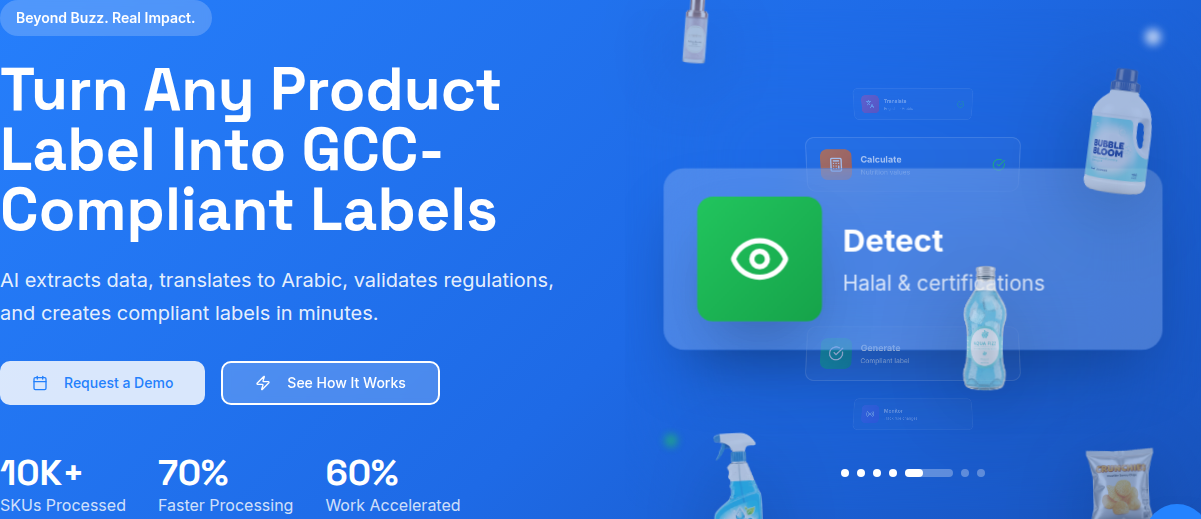 Beyond Buzz. Real Impact.
Turn Any Product
Label Into GCC-
Compliant Labels
AI extracts data, translates to Arabic, validates regulations,
and creates compliant labels in minutes.
Request a Demo
See How It Works
10K+
SKUs Processed
70%
Faster Processing
60%
Work Accelerated
Translate
Calculate
Detect
Halal & certifications
Generate
Compliant label
Monitor
BUBBLE
BLOOM